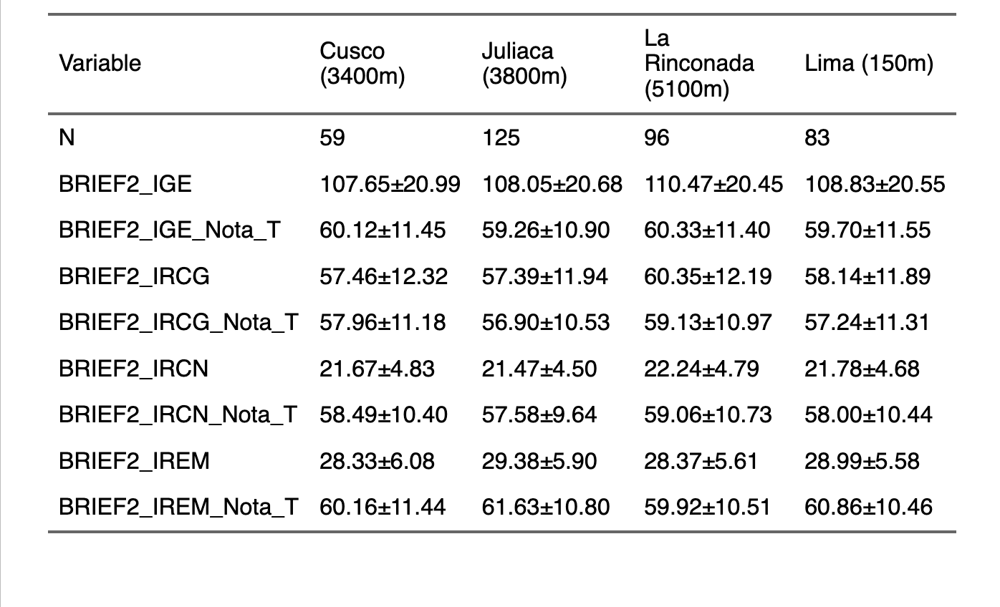 Variable Cusco (3400m) Juliaca (3800m) La Rinconada (5100m) Lima (150m)
N 59 125 96 83
BRIEF2_IGE 107.65±20.99 108.05±20.68 110.47±20.45 108.83±20.55
BRIEF2_IGE_Nota_T 60.12±11.45 59.26±10.90 60.33±11.40 59.70±11.55
BRIEF2_IRCG 57.46±12.32 57.39±11.94 60.35±12.19 58.14±11.89
BRIEF2_IRCG_Nota_T 57.96±11.18 56.90±10.53 59.13±10.97 57.24±11.31
BRIEF2_IRCN 21.67±4.83 21.47±4.50 22.24±4.79 21.78±4.68
BRIEF2_IRCN_Nota_T 58.49±10.40 57.58±9.64 59.06±10.73 58.00±10.44
BRIEF2_IREM 28.33±6.08 29.38±5.90 28.37±5.61 28.99±5.58
BRIEF2_IREM_Nota_T 60.16±11.44 61.63±10.80 59.92±10.51 60.86±10.46